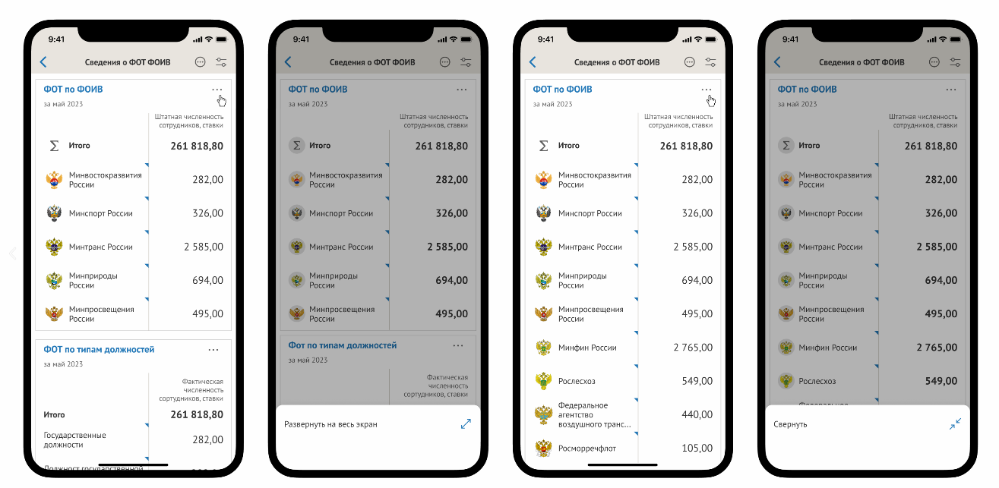 9:41
Сведения о ФОТ ФОИВ
ФОТ по ФОИВ
за май 2023
Штатная численность
сотрудников, ставки
Σ Итого 261 818,80
Минвостокразвития
России
282,00
Минспорт России 326,00
Минтранс России 2 585,00
Минприроды
России
694,00
Минпросвещения
России
495,00
ФОТ по типам должностей
за май 2023
Фактическая
численность
сортудников, ставки
Итого 261 818,80
Государственные
должности
282,00
9:41
Сведения о ФОТ ФОИВ
ФОТ по ФОИВ
за май 2023
Штатная численность
сотрудников, ставки
Σ Итого 261 818,80
Минвостокразвития
России
282,00
Минспорт России 326,00
Минтранс России 2 585,00
Минприроды
России
694,00
Минпросвещения
России
495,00
Фот по типам должностей
за май 2023
Фактическая
численность
сортудников, ставки
Развернуть на весь экран
9:41
Сведения о ФОТ ФОИВ
ФОТ по ФОИВ
за май 2023
Штатная численность
сотрудников, ставки
Σ Итого 261 818,80
Минвостокразвития
России
282,00
Минспорт России 326,00
Минтранс России 2 585,00
Минприроды
России
694,00
Минпросвещения
России
495,00
Минфин России 2 765,00
Рослесхоз 549,00
Федеральное
агентство
воздушного транс...
440,00
Росморречфлот 105,00
9:41
Сведения о ФОТ ФОИВ
ФОТ по ФОИВ
за май 2023
Штатная численность
сотрудников, ставки
Σ Итого 261 818,80
Минвостокразвития
России
282,00
Минспорт России 326,00
Минтранс России 2 585,00
Минприроды
России
694,00
Минпросвещения
России
495,00
Минфин России 2 765,00
Рослесхоз 549,00
Свернуть